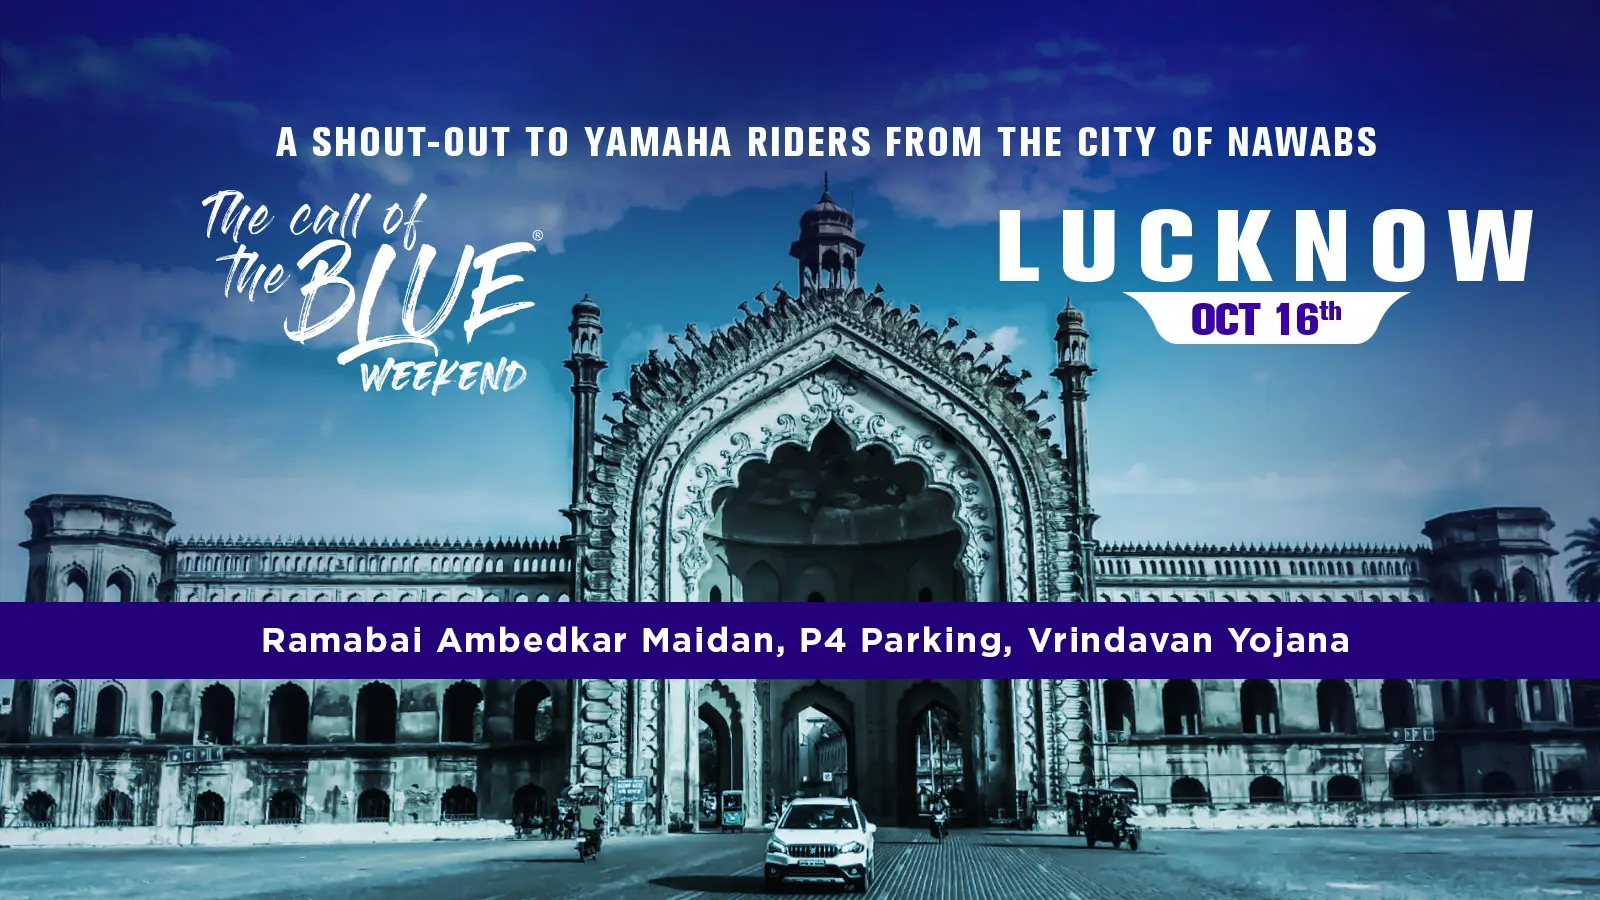 A SHOUT-OUT TO YAMAHA RIDERS FROM THE CITY OF NAWABS
The call of
the BLUE®
WEEKEND
LUCKNOW
OCT 16th
Ramabai Ambedkar Maidan, P4 Parking, Vrindavan Yojana